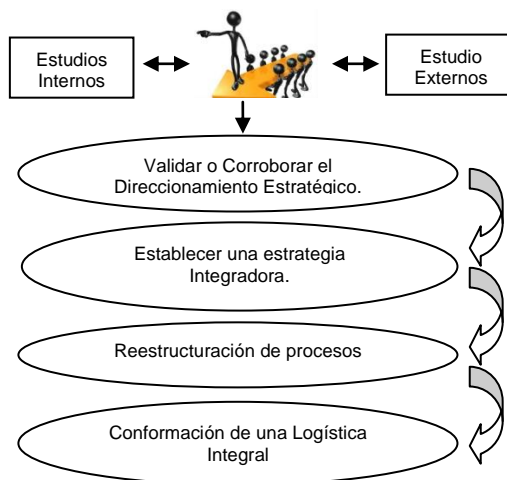 Estudios
Internos
Estudio
Externos
Validar o Corroborar el
Direccionamiento Estratégico.
Establecer una estrategia
Integradora.
Reestructuración de procesos
Conformación de una Logística
Integral